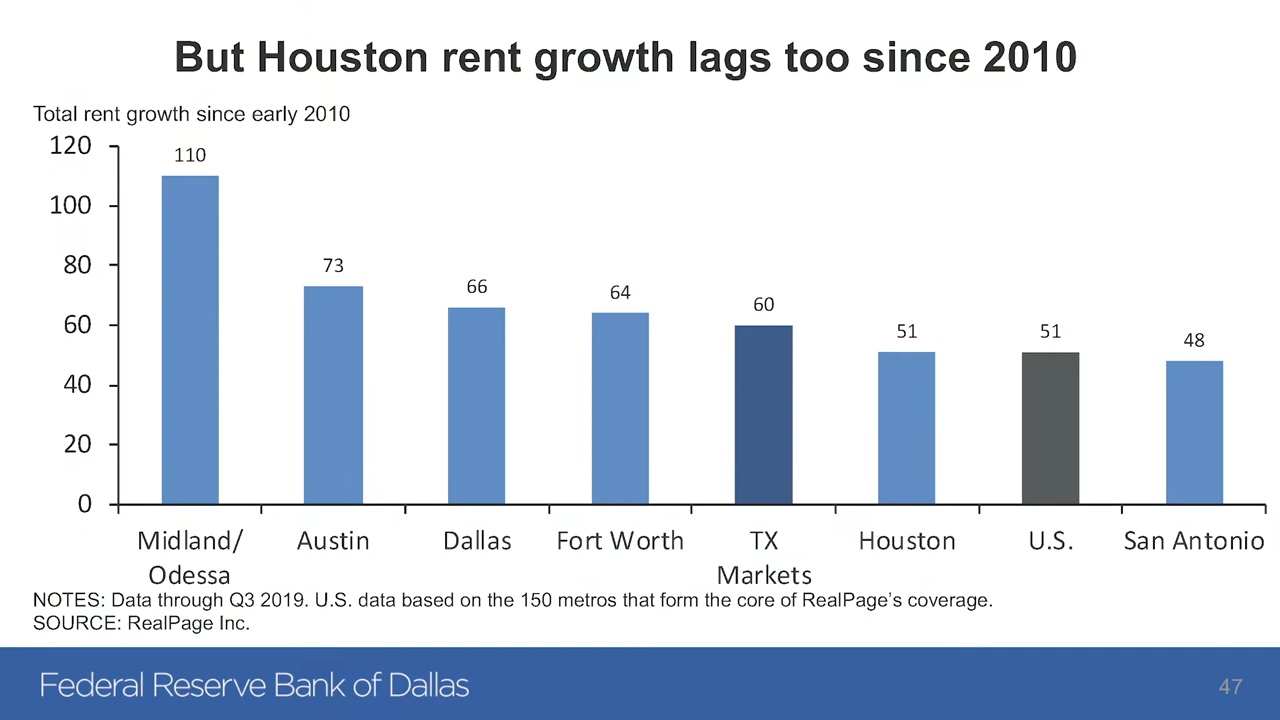 But Houston rent growth lags too since 2010
Total rent growth since early 2010
120
100
80
60
40
20
0
110
73
66
64
60
51
51
48
Midland/
Odessa
Austin
Dallas
Fort Worth
TX
Markets
Houston
U.S.
San Antonio
NOTES: Data through Q3 2019. U.S. data based on the 150 metros that form the core of RealPage’s coverage.
SOURCE: RealPage Inc.
Federal Reserve Bank of Dallas
47